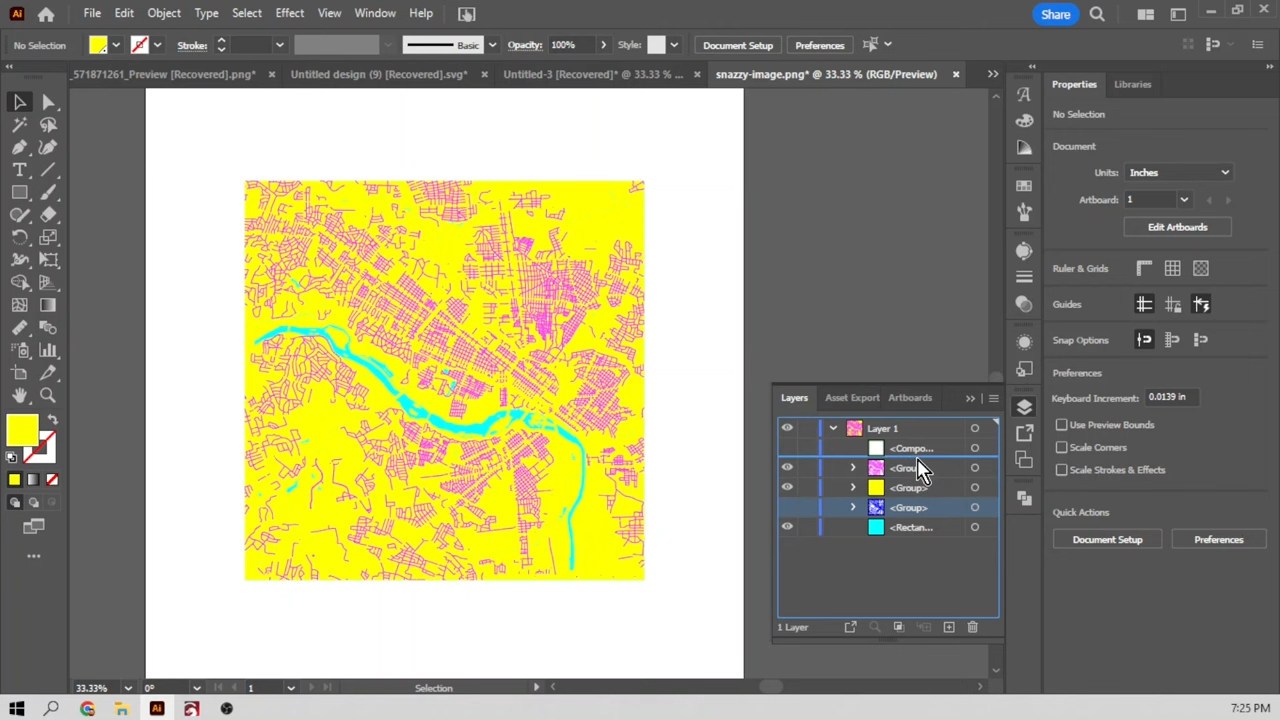 Ai File Edit Object Type Select Effect View Window Help Share
No Selection Stroke: Basic Opacity: 100% Style: Document Setup Preferences
_571871261_Preview [Recovered].png* Untitled design (9) [Recovered].svg* Untitled-3 [Recovered]* @ 33.33 % ... snazzy-image.png* @ 33.33 % (RGB/Preview)
Properties Libraries
No Selection
Document
Units: Inches
Artboard: 1
Edit Artboards
Ruler & Grids
Guides
Snap Options
Preferences
Keyboard Increment: 0.0139 in
Use Preview Bounds
Scale Corners
Scale Strokes & Effects
Quick Actions
Document Setup Preferences
Layers Asset Export Artboards
Layer 1
<Compo...
<Group>
<Group>
<Rectan...
1 Layer
33.33% 0° 1 Selection
Ai 7:25 PM